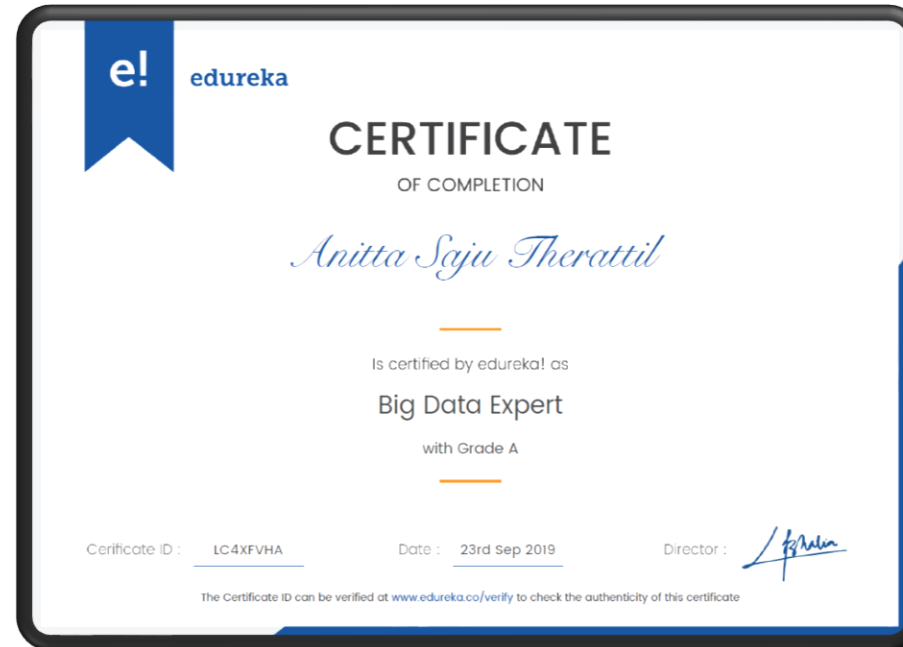 e!
edureka
CERTIFICATE
OF COMPLETION
Anitta Saju Therattil
Is certified by edureka! as
Big Data Expert
with Grade A
Cerificate ID : LC4XFVHA Date : 23rd Sep 2019 Director :
The Certificate ID can be verified at www.edureka.co/verify to check the authenticity of this certificate